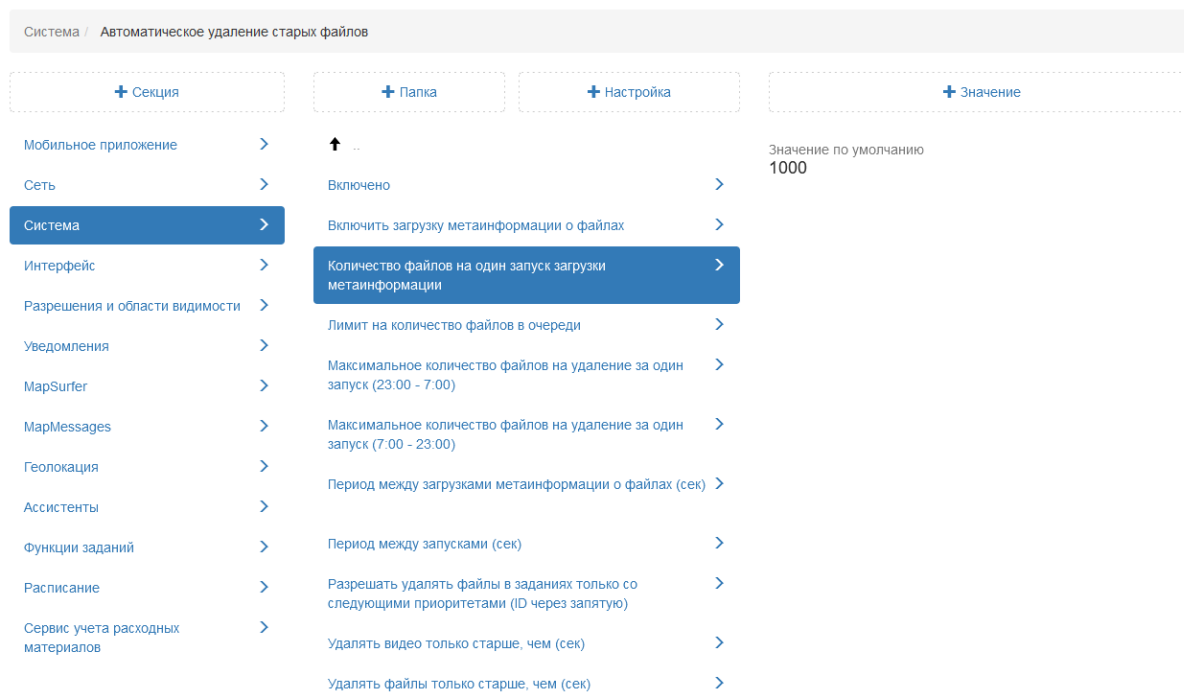 Система / Автоматическое удаление старых файлов
+ Секция
+ Папка
+ Настройка
+ Значение
Мобильное приложение
Сеть
Система
Интерфейс
Разрешения и области видимости
Уведомления
MapSurfer
MapMessages
Геолокация
Ассистенты
Функции заданий
Расписание
Сервис учета расходных
материалов
..
Включено
Включить загрузку метаинформации о файлах
Количество файлов на один запуск загрузки
метаинформации
Лимит на количество файлов в очереди
Максимальное количество файлов на удаление за один
запуск (23:00 - 7:00)
Максимальное количество файлов на удаление за один
запуск (7:00 - 23:00)
Период между загрузками метаинформации о файлах (сек)
Период между запусками (сек)
Разрешать удалять файлы в заданиях только со
следующими приоритетами (ID через запятую)
Удалять видео только старше, чем (сек)
Удалять файлы только старше, чем (сек)
Значение по умолчанию
1000